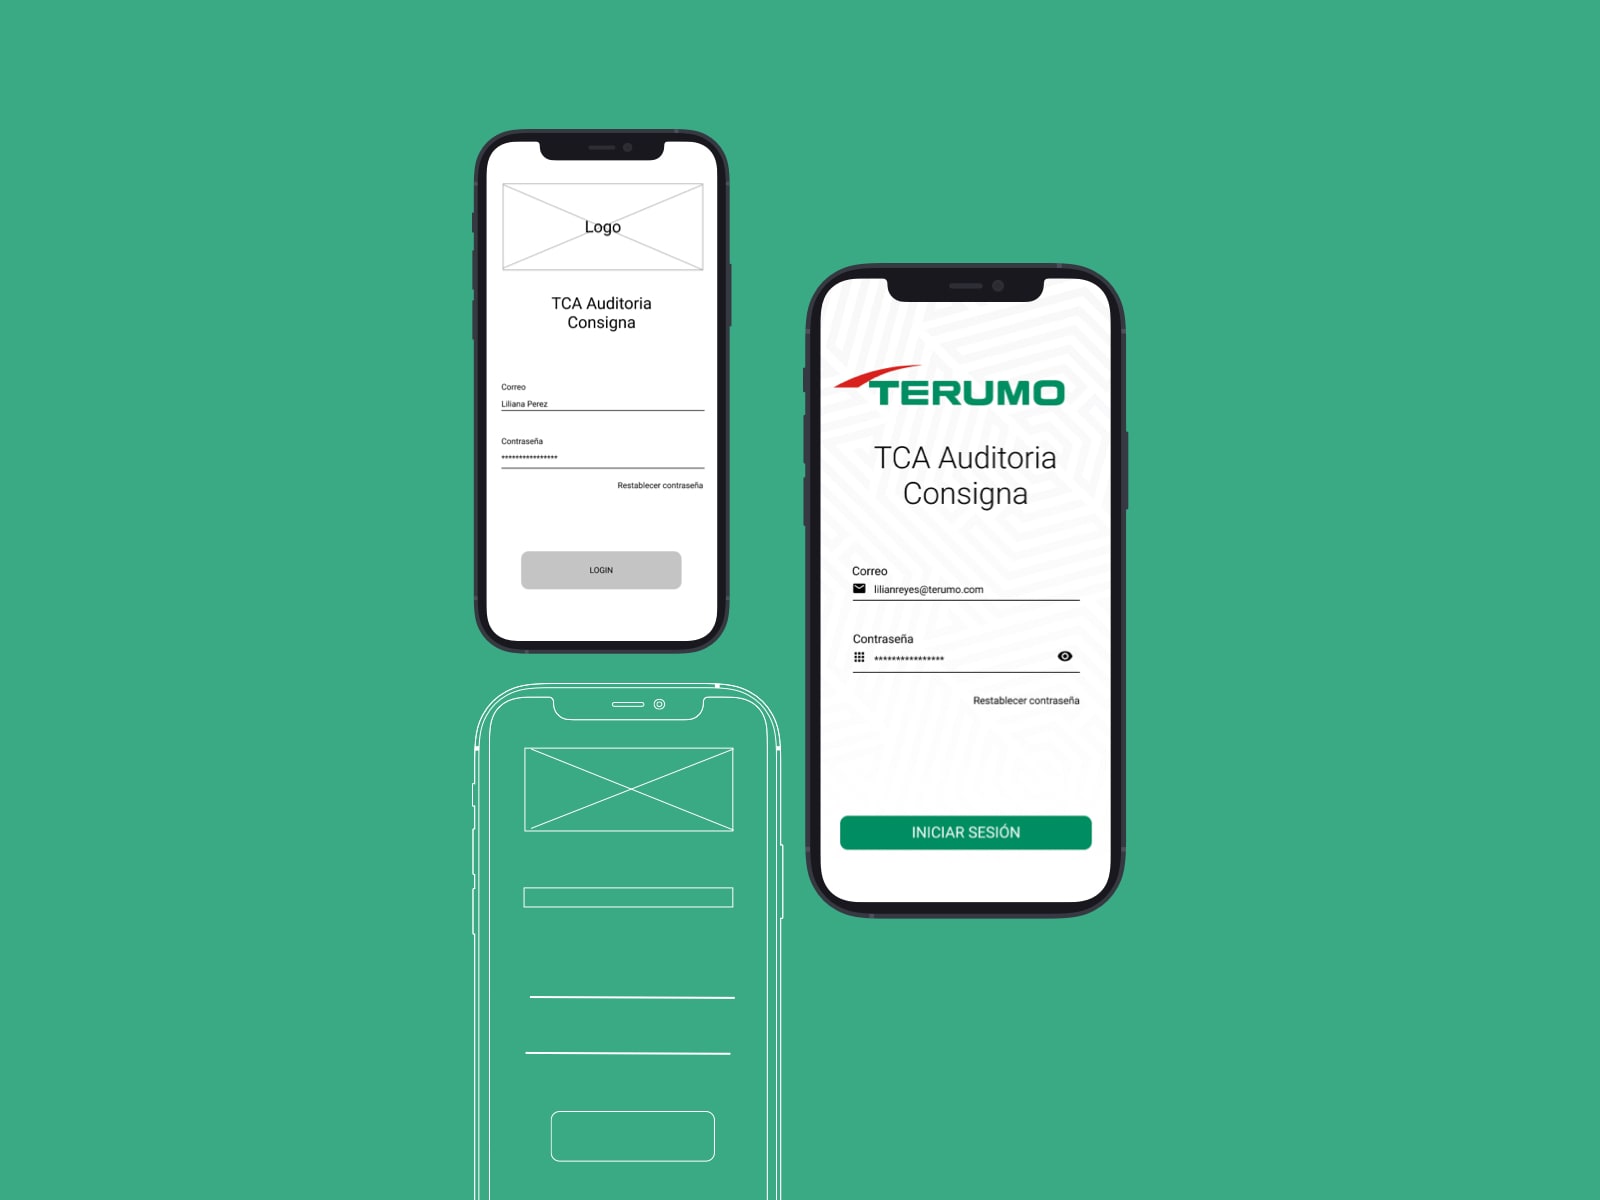 Logo
TCA Auditoria
Consigna
Correo
Liliana Perez
Contraseña
****************
Restablecer contraseña
LOGIN
TERUMO
TCA Auditoria
Consigna
Correo
lilianreyes@terumo.com
Contraseña
****************
Restablecer contraseña
INICIAR SESIÓN